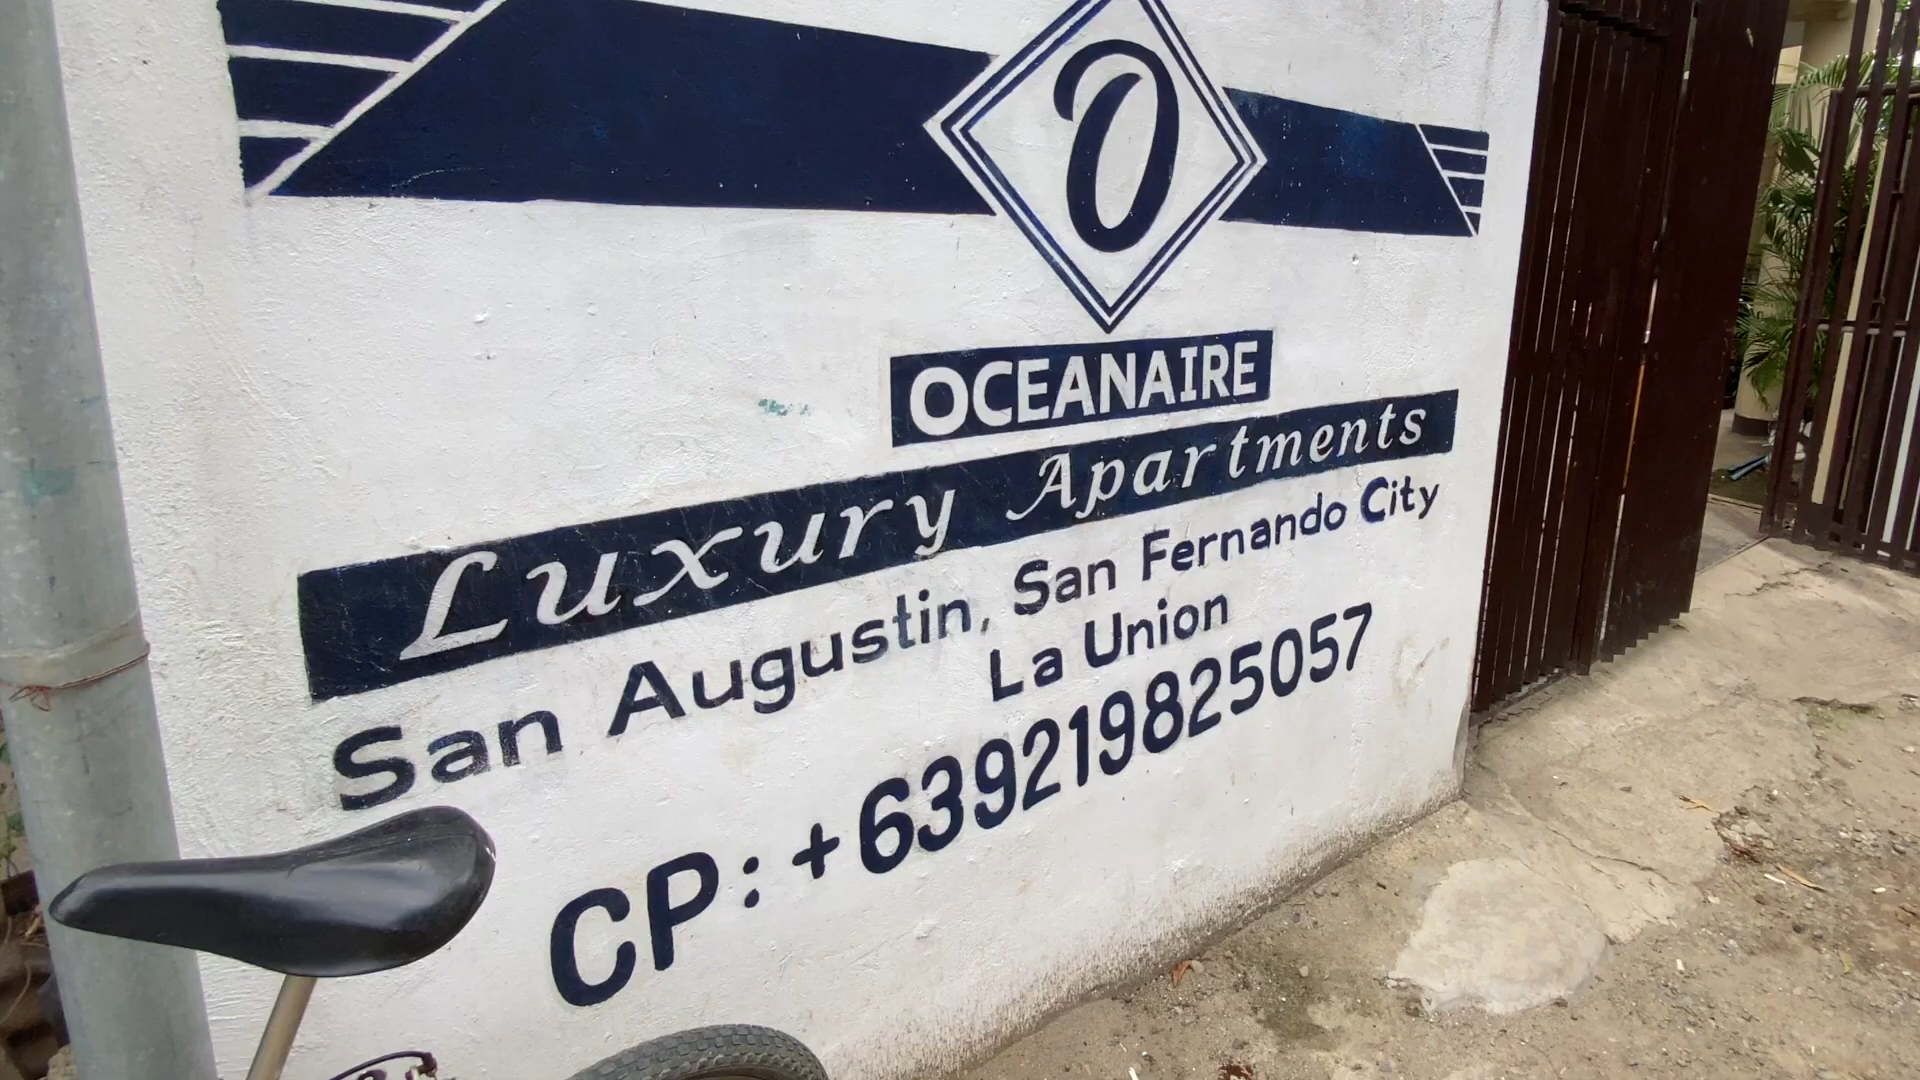 O
OCEANAIRE
Luxury Apartments
San Augustin, San Fernando City
La Union
CP: +639219825057